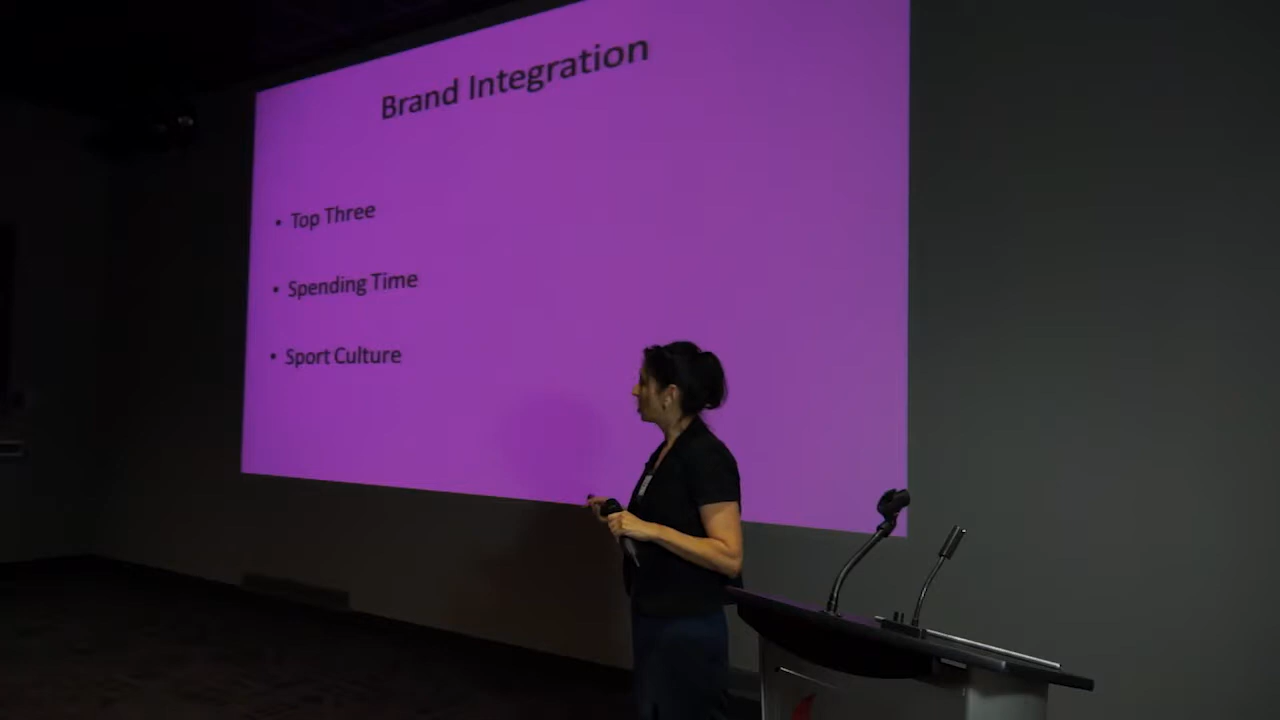 Brand Integration
• Top Three
• Spending Time
• Sport Culture